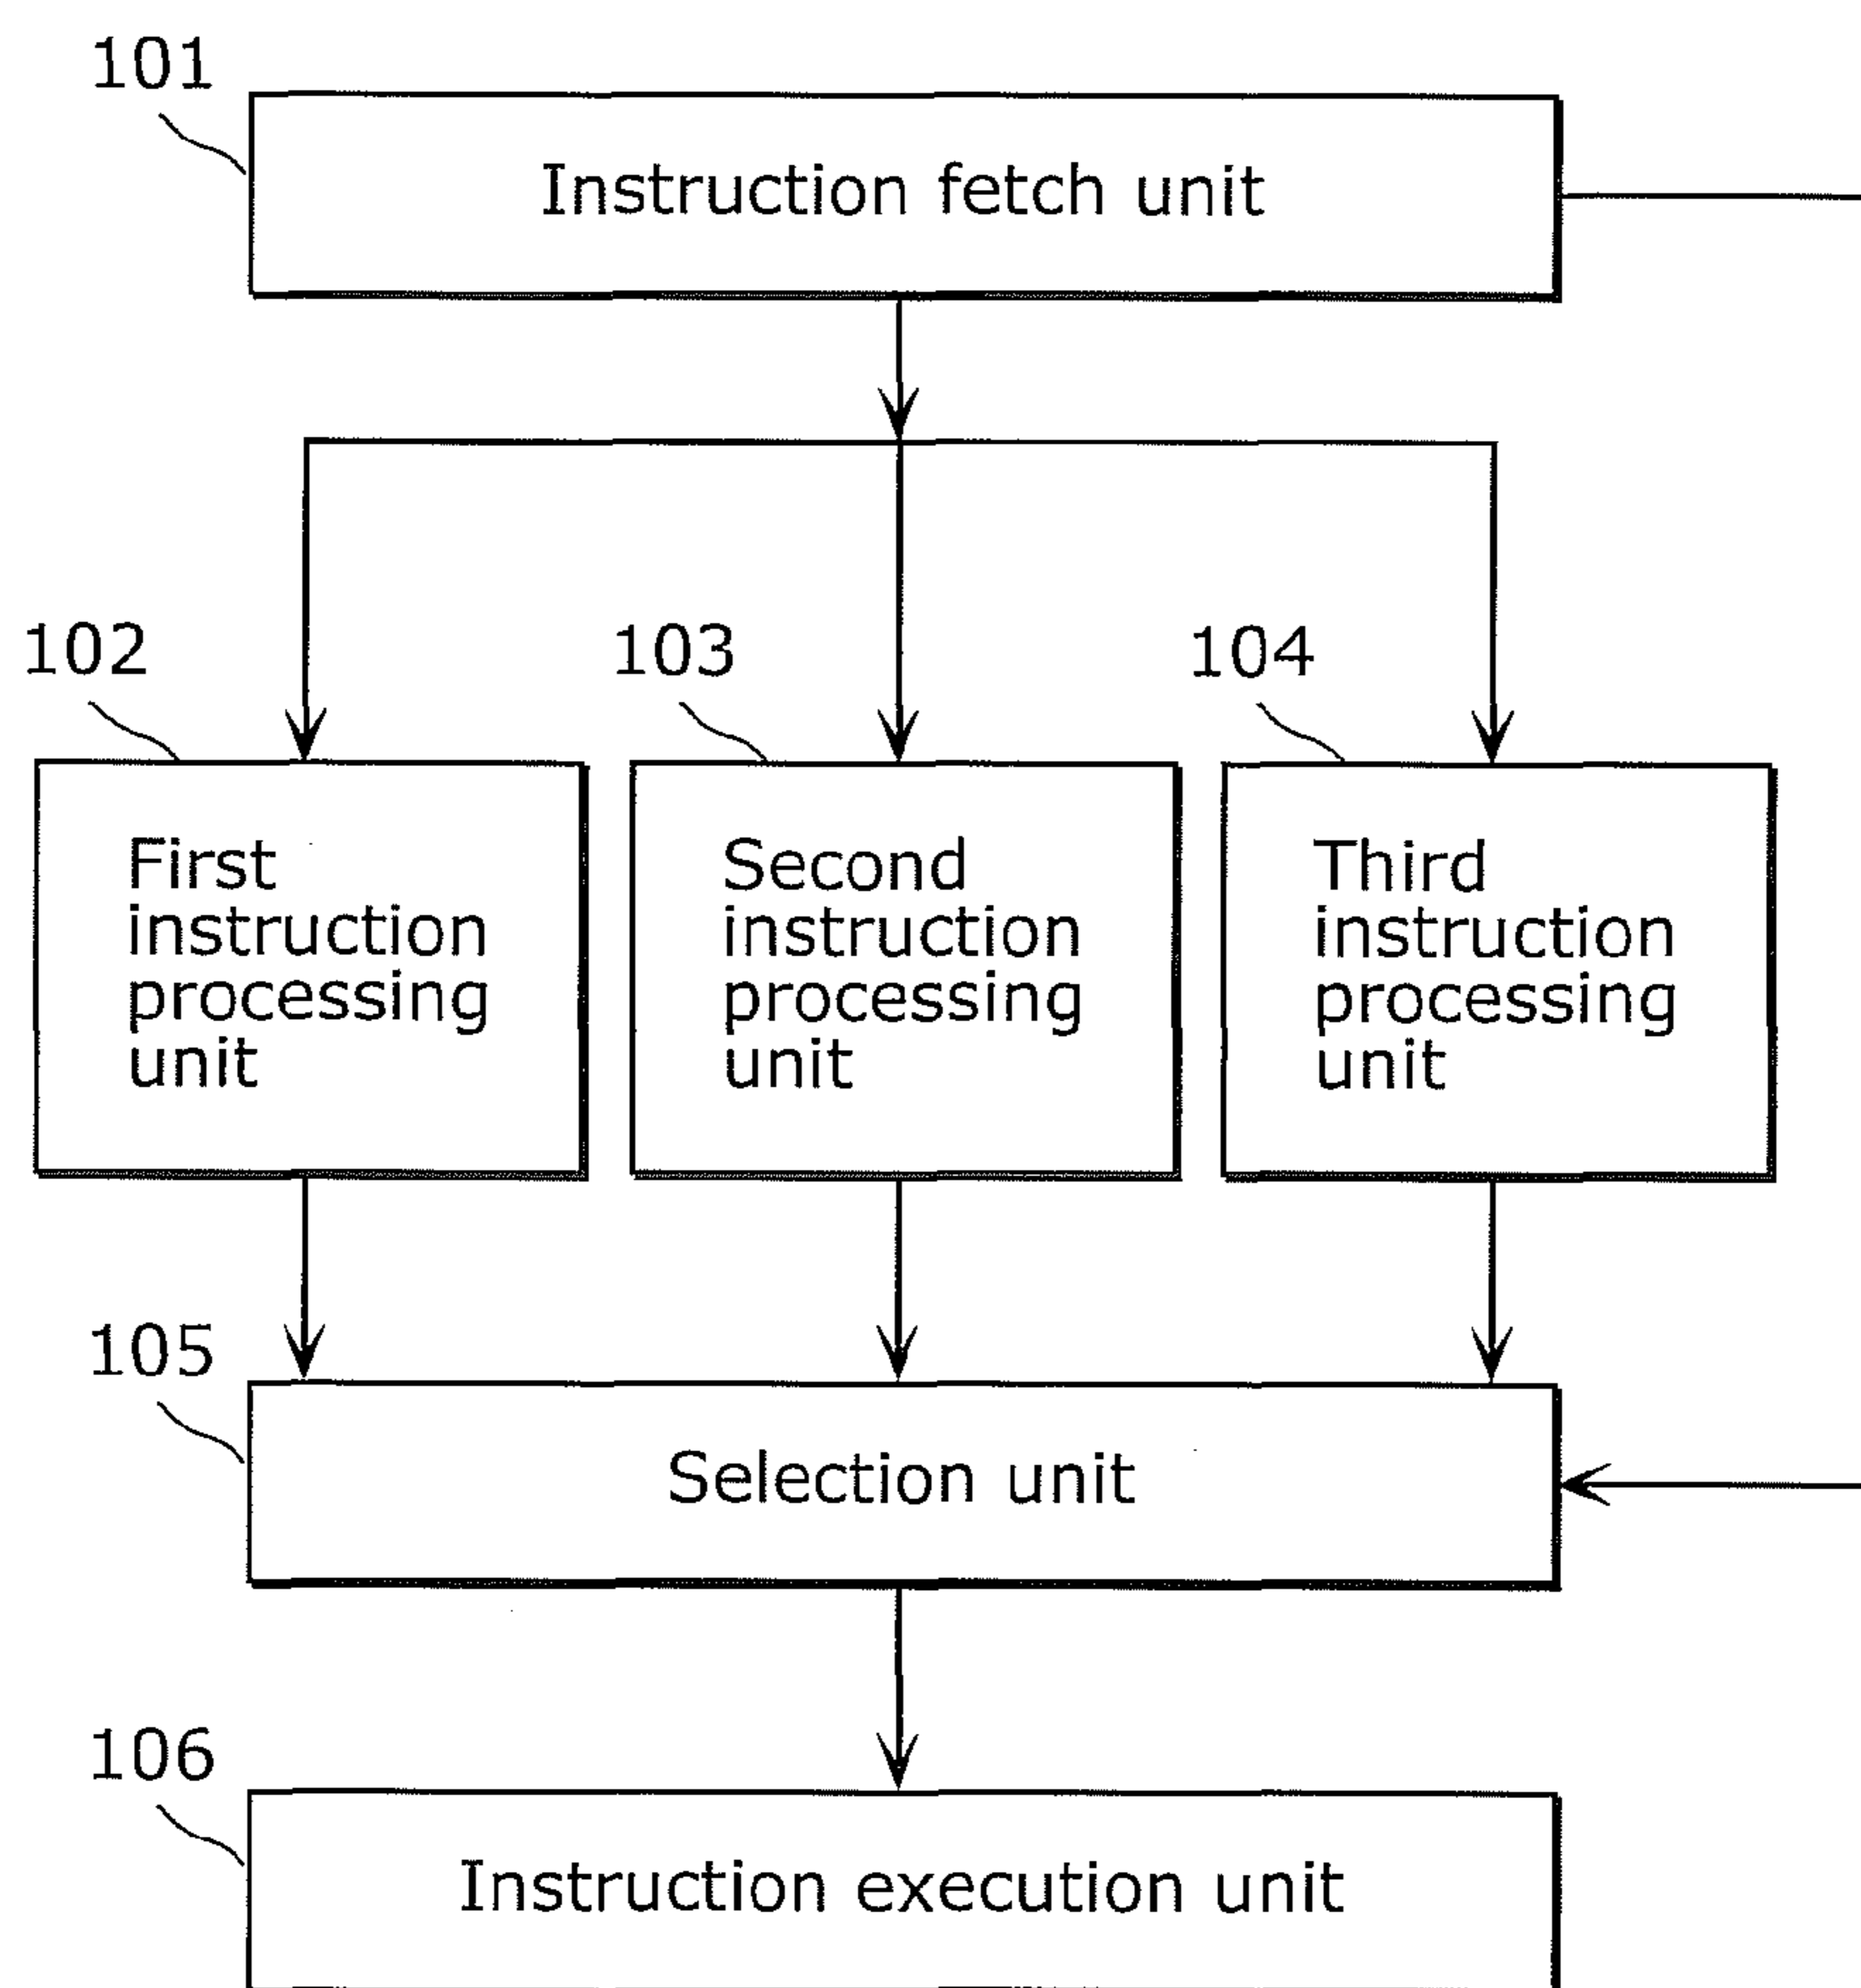 101
Instruction fetch unit
102
103
104
First
instruction
processing
unit
Second
instruction
processing
unit
Third
instruction
processing
unit
105
Selection unit
106
Instruction execution unit